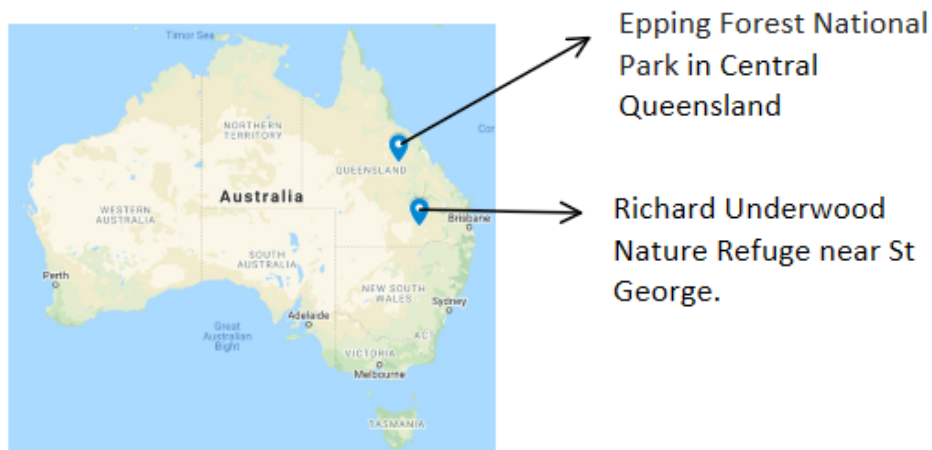 Epping Forest National
Park in Central
Queensland
Richard Underwood
Nature Refuge near St
George.
Timor Sea
NORTHERN
TERRITORY
QUEENSLAND
Australia
WESTERN
AUSTRALIA
Brisbane
SOUTH
AUSTRALIA
Perth
NEW SOUTH
WALES
Sydney
Adelaide
Great
Australian
Bight
ACT
VICTORIA
Melbourne
TASMANIA